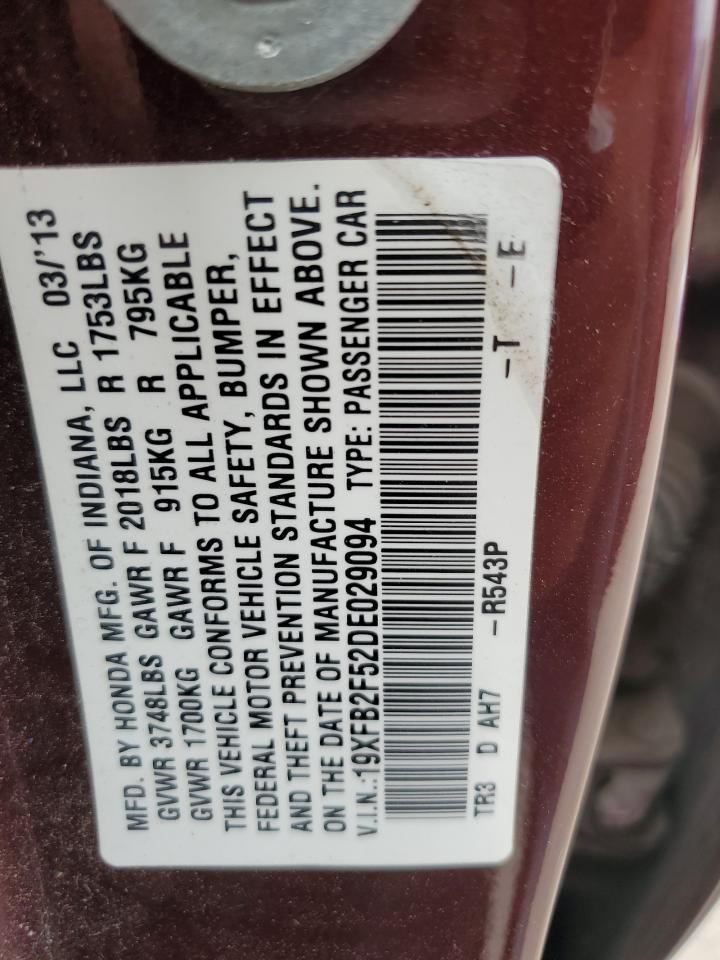 MFD. BY HONDA MFG. OF INDIANA, LLC 03/'13
GVWR 3748LBS GAWR F 2018LBS R 1753LBS
GVWR 1700KG GAWR F 915KG R 795KG
THIS VEHICLE CONFORMS TO ALL APPLICABLE
FEDERAL MOTOR VEHICLE SAFETY, BUMPER,
AND THEFT PREVENTION STANDARDS IN EFFECT
ON THE DATE OF MANUFACTURE SHOWN ABOVE.
V.I.N.:19XFB2F52DE029094 TYPE: PASSENGER CAR
TR3 D AH7 -R543P -T -E